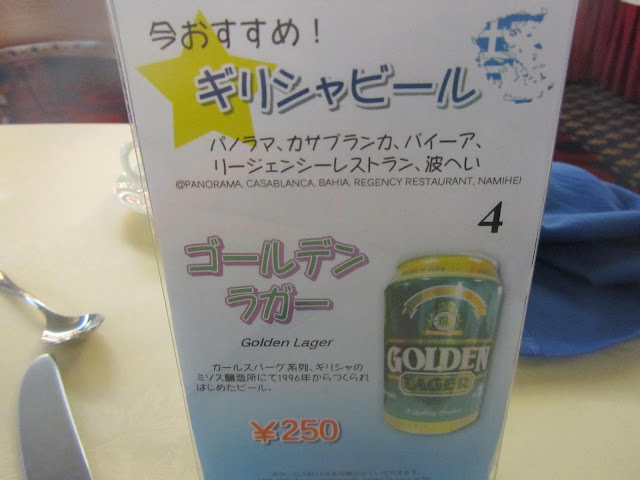 今おすすめ！
ギリシャビール
パノラマ、カサブランカ、バイーア、
リージェンシーレストラン、波へい
@PANORAMA, CASABLANCA, BAHIA, REGENCY RESTAURANT, NAMIHEI
4
ゴールデン
ラガー
Golden Lager
カールスバーグ系列、ギリシャの
ミソス醸造所にて1996年からつくられ
はじめたビール。
¥250
GOLDEN
LAGER